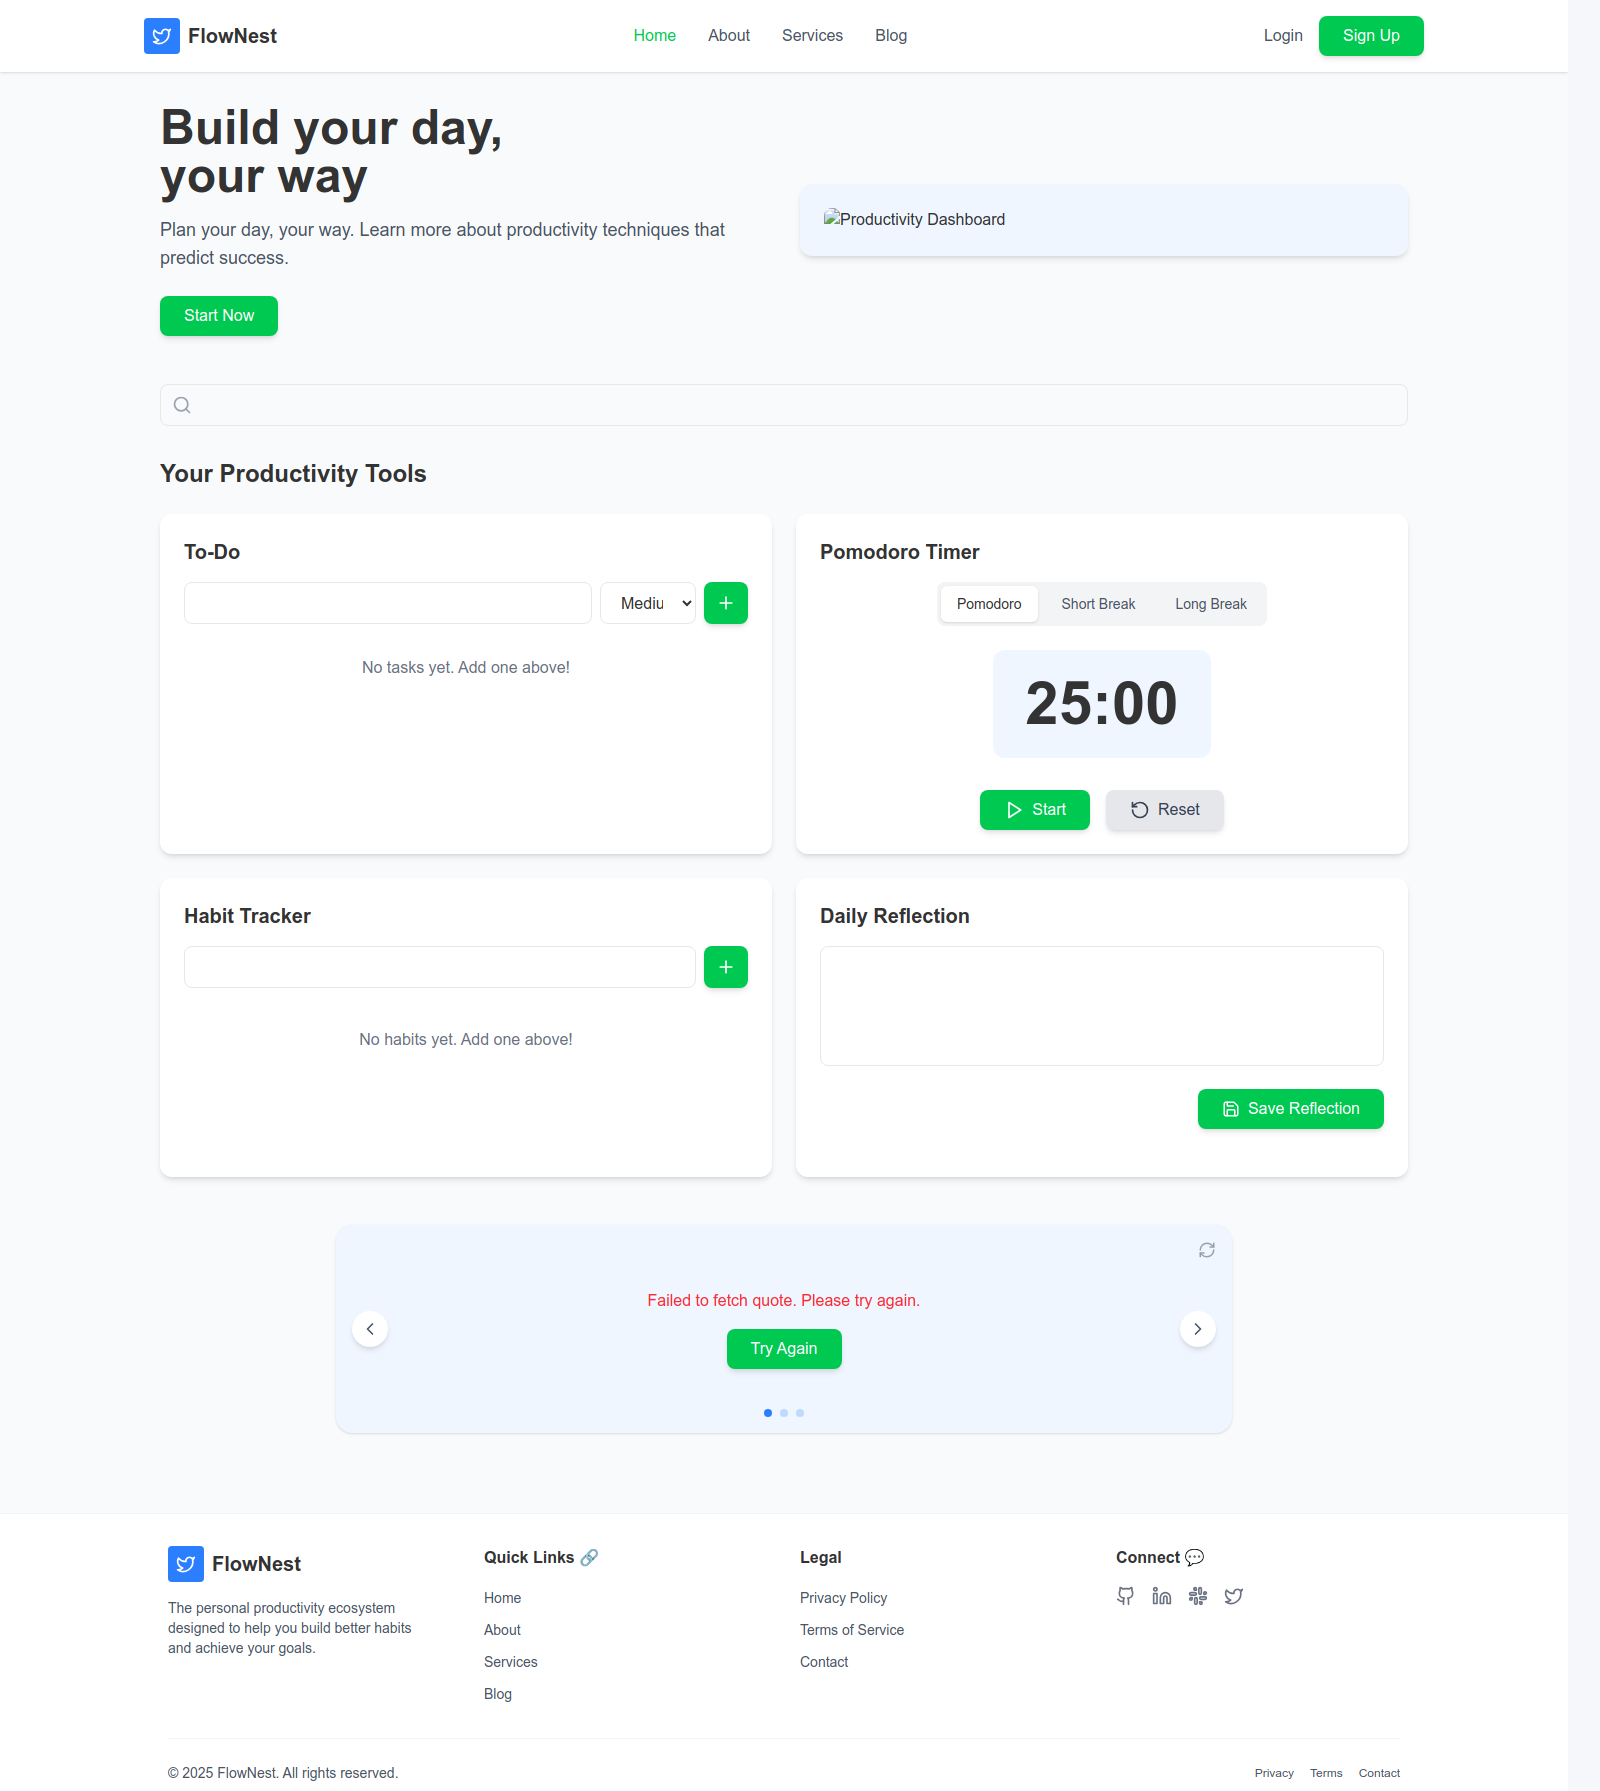 FlowNest
Home
About
Services
Blog
Login
Sign Up
Build your day,
your way
Plan your day, your way. Learn more about productivity techniques that
predict success.
Productivity Dashboard
Start Now
Your Productivity Tools
To-Do
Mediu
No tasks yet. Add one above!
Pomodoro Timer
Pomodoro
Short Break
Long Break
25:00
Start
Reset
Habit Tracker
No habits yet. Add one above!
Daily Reflection
Save Reflection
Failed to fetch quote. Please try again.
Try Again
FlowNest
The personal productivity ecosystem
designed to help you build better habits
and achieve your goals.
Quick Links 🔗
Home
About
Services
Blog
Legal
Privacy Policy
Terms of Service
Contact
Connect 💬
© 2025 FlowNest. All rights reserved.
Privacy
Terms
Contact